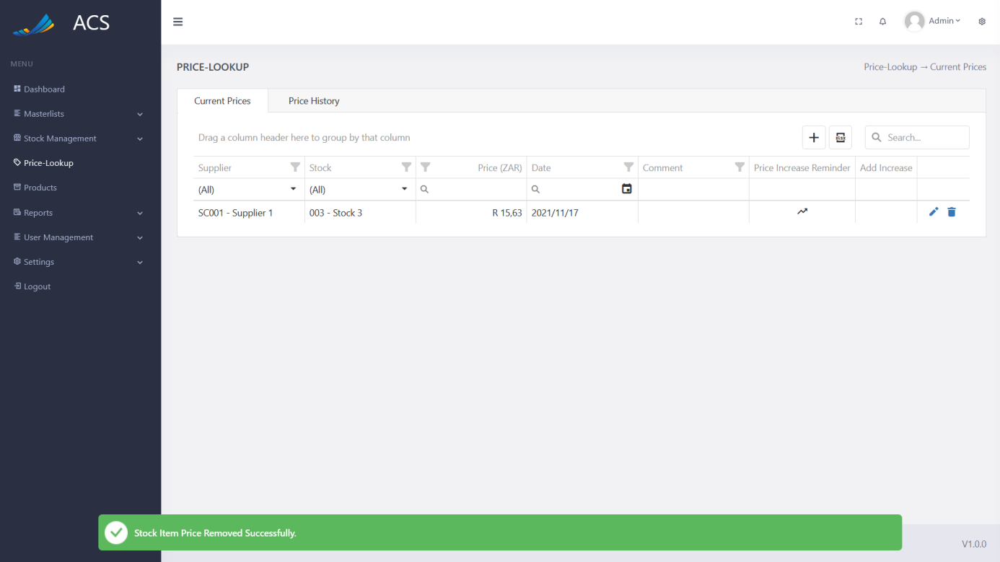 ACS
Admin
MENU
Dashboard
Masterlists
Stock Management
Price-Lookup
Products
Reports
User Management
Settings
Logout
PRICE-LOOKUP
Price-Lookup → Current Prices
Current Prices Price History
Drag a column header here to group by that column
xlsx Search...
Supplier Stock Price (ZAR) Date Comment Price Increase Reminder Add Increase
(All) (All)
SC001 - Supplier 1 003 - Stock 3 R 15,63 2021/11/17
Stock Item Price Removed Successfully.
V1.0.0